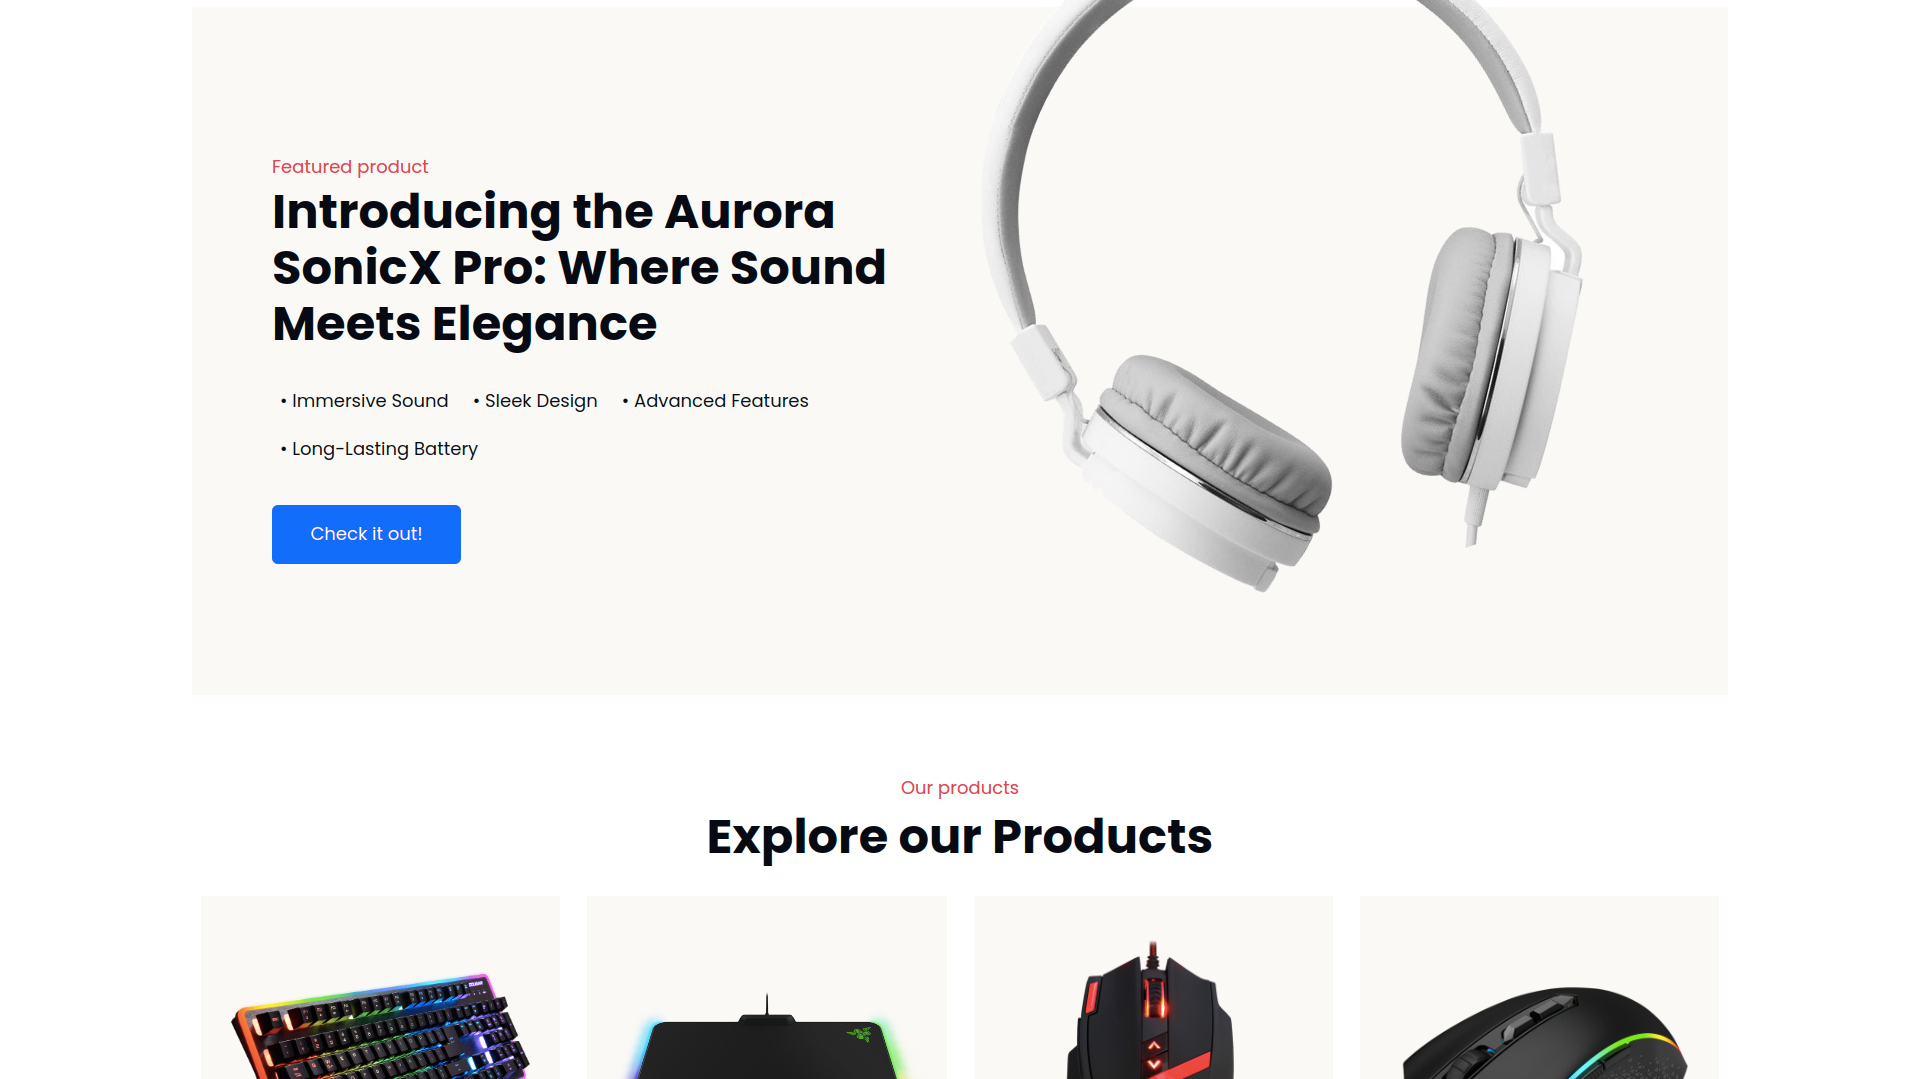 Featured product
Introducing the Aurora
SonicX Pro: Where Sound
Meets Elegance
• Immersive Sound • Sleek Design • Advanced Features
• Long-Lasting Battery
Check it out!
Our products
Explore our Products